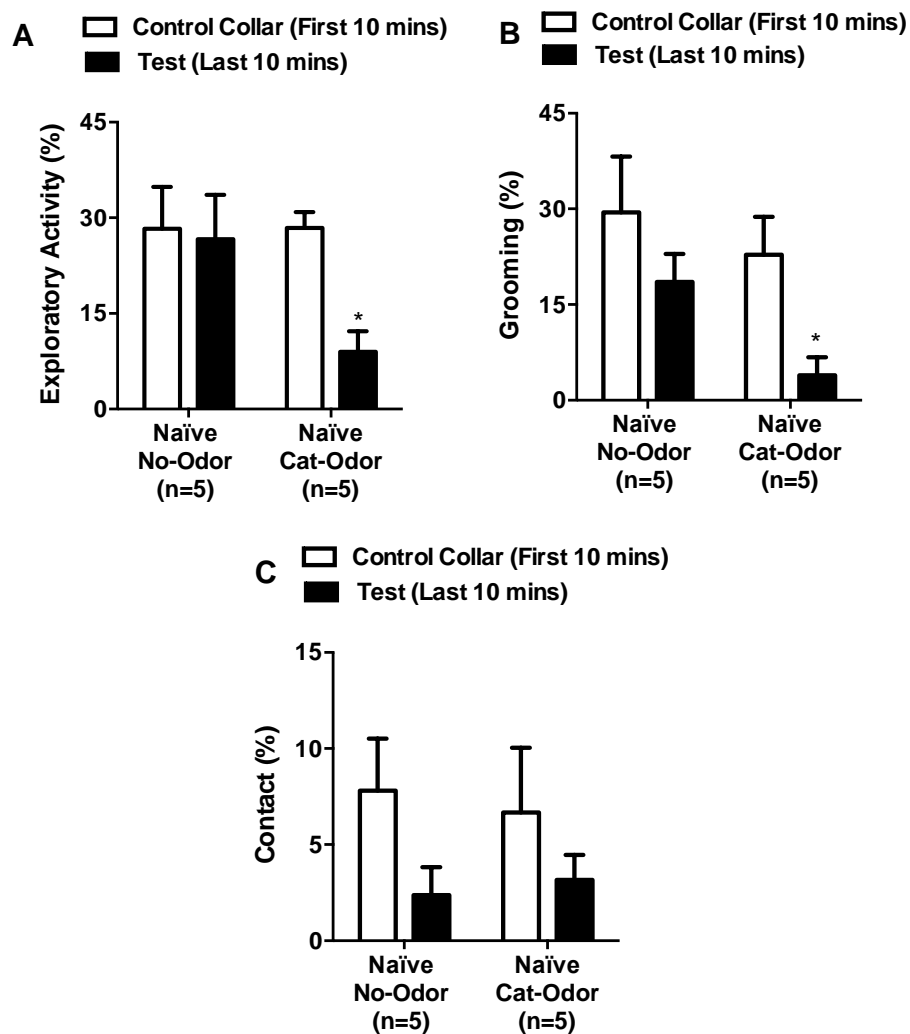 A
Control Collar (First 10 mins)
Test (Last 10 mins)
Exploratory Activity (%)
45
30
15
0
*
Naïve
No-Odor
(n=5)
Naïve
Cat-Odor
(n=5)
B
Control Collar (First 10 mins)
Test (Last 10 mins)
Grooming (%)
45
30
15
0
*
Naïve
No-Odor
(n=5)
Naïve
Cat-Odor
(n=5)
C
Control Collar (First 10 mins)
Test (Last 10 mins)
Contact (%)
15
10
5
0
Naïve
No-Odor
(n=5)
Naïve
Cat-Odor
(n=5)